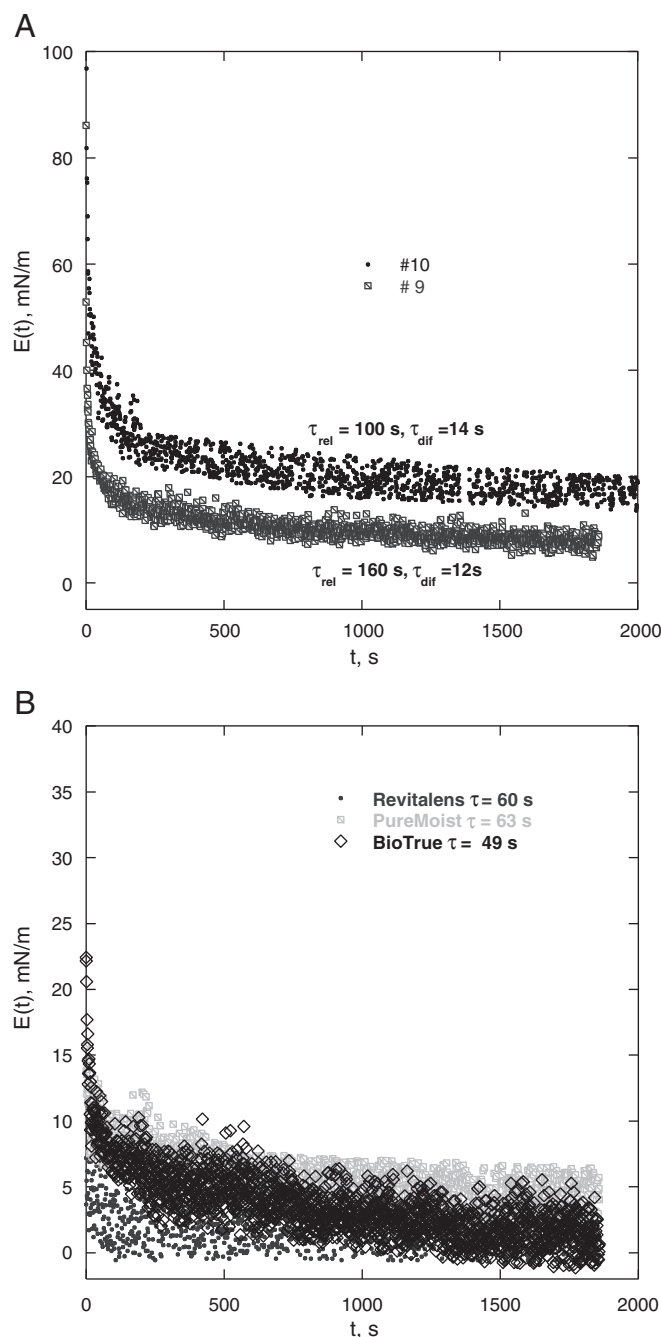 A
100
80
60
40
20
0
E(t), mN/m
#10
# 9
τrel = 100 s, τdif =14 s
τrel = 160 s, τdif =12s
0 500 1000 1500 2000
t, s
B
40
35
30
25
20
15
10
5
0
E(t), mN/m
Revitalens τ = 60 s
PureMoist τ = 63 s
BioTrue τ = 49 s
0 500 1000 1500 2000
t, s